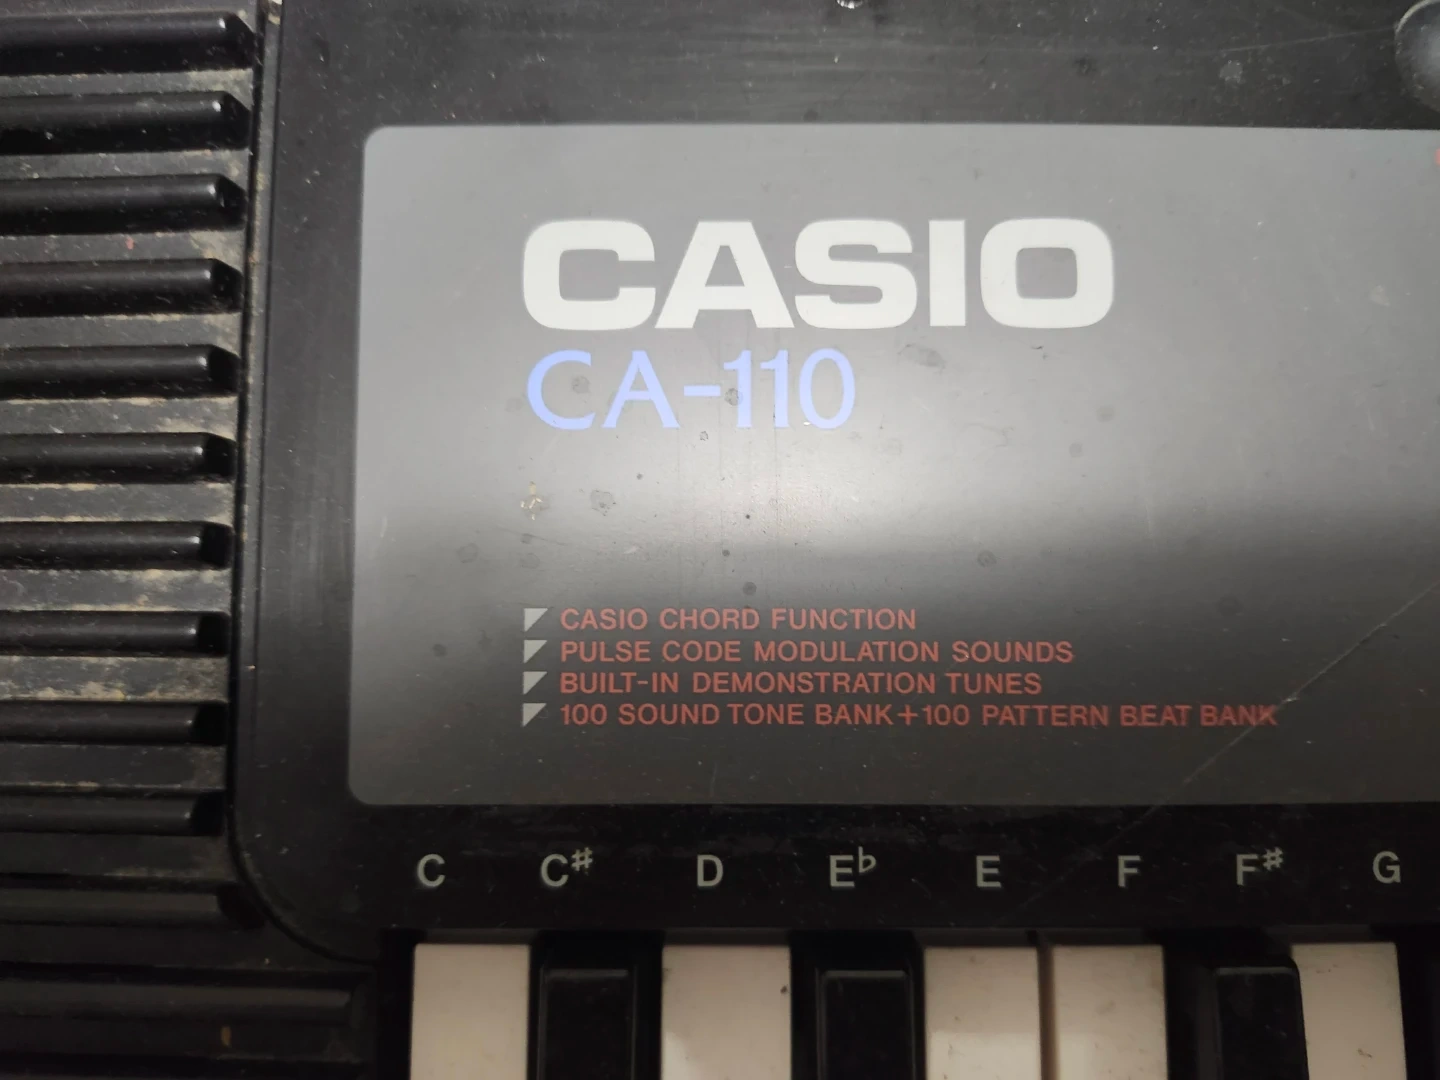 CASIO
CA-110
CASIO CHORD FUNCTION
PULSE CODE MODULATION SOUNDS
BUILT-IN DEMONSTRATION TUNES
100 SOUND TONE BANK+100 PATTERN BEAT BANK
C C♯ D E♭ E F F♯ G